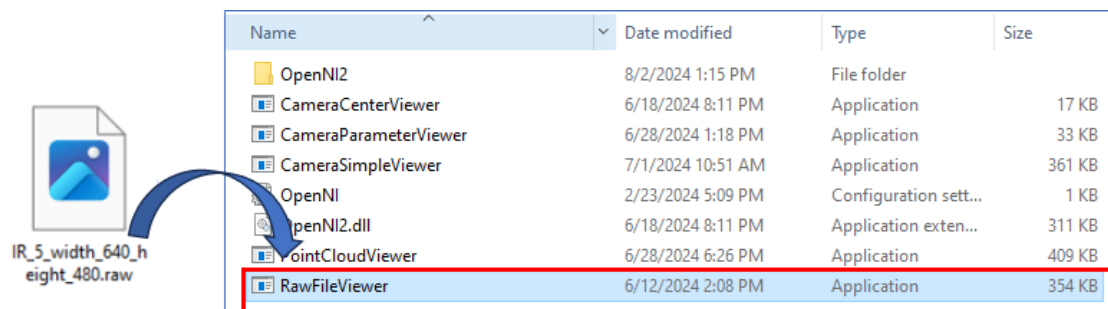 Name Date modified Type Size
OpenNI2 8/2/2024 1:15 PM File folder
CameraCenterViewer 6/18/2024 8:11 PM Application 17 KB
CameraParameterViewer 6/28/2024 1:18 PM Application 33 KB
CameraSimpleViewer 7/1/2024 10:51 AM Application 361 KB
OpenNI 2/23/2024 5:09 PM Configuration sett... 1 KB
OpenNI2.dll 6/18/2024 8:11 PM Application exten... 311 KB
PointCloudViewer 6/28/2024 6:26 PM Application 409 KB
RawFileViewer 6/12/2024 2:08 PM Application 354 KB
IR_5_width_640_h
eight_480.raw